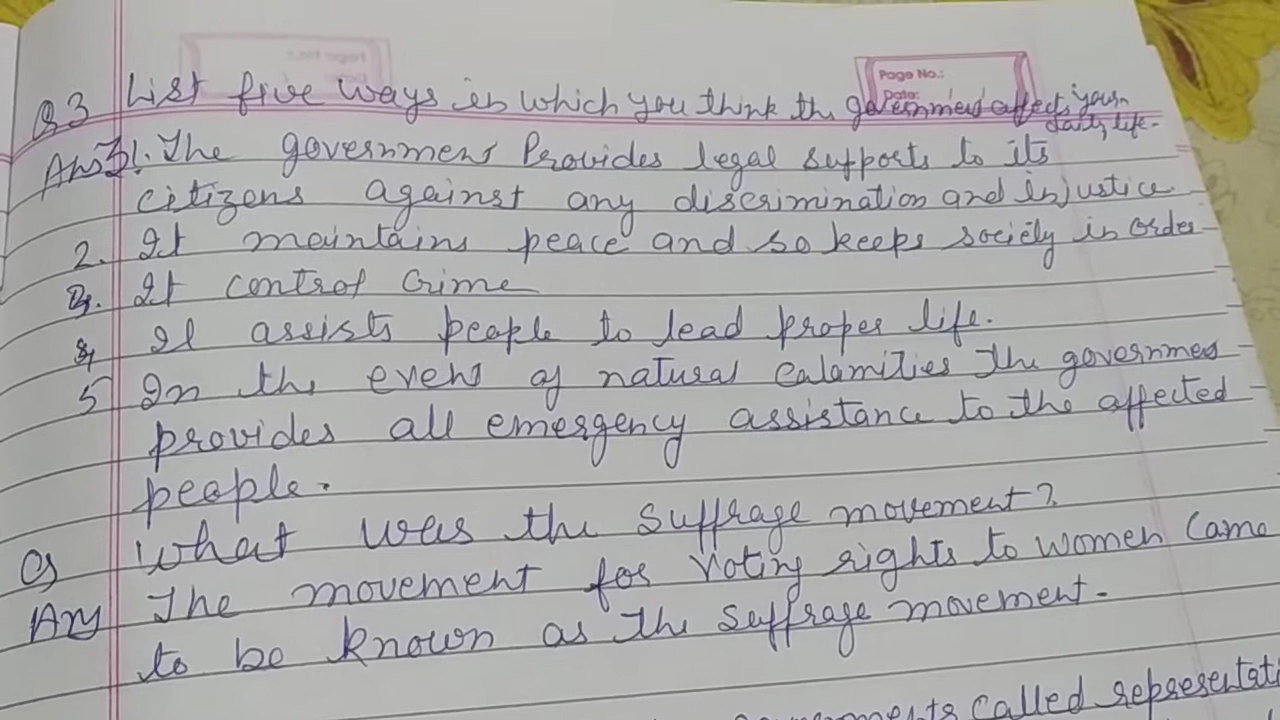 Page No.:
Date:
Q3 List five ways in which you think the government affects your
daily life.
Ans3 1. The government Provides legal supports to its
citizens against any discrimination and injustice
2. It maintains peace and so keeps society in order
3. It control Crime
4 It assists people to lead proper life.
5 In the event of natural calamities the government
provides all emergency assistance to the affected
people.
Q What was the Suffrage movement?
Ans The movement for Voting rights to women Came
to be known as the Suffrage movement.
called representati